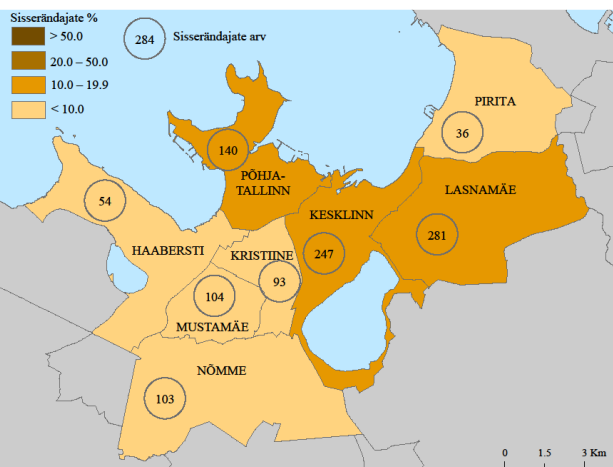 Sisserändajate %
> 50.0
20.0 – 50.0
10.0 – 19.9
< 10.0
284 Sisserändajate arv
PIRITA
36
140
PÕHJA-
TALLINN
LASNAMÄE
54
KESKLINN
281
HAABERSTI
KRISTIINE
247
93
104
MUSTAMÄE
NÕMME
103
0 1.5 3 Km